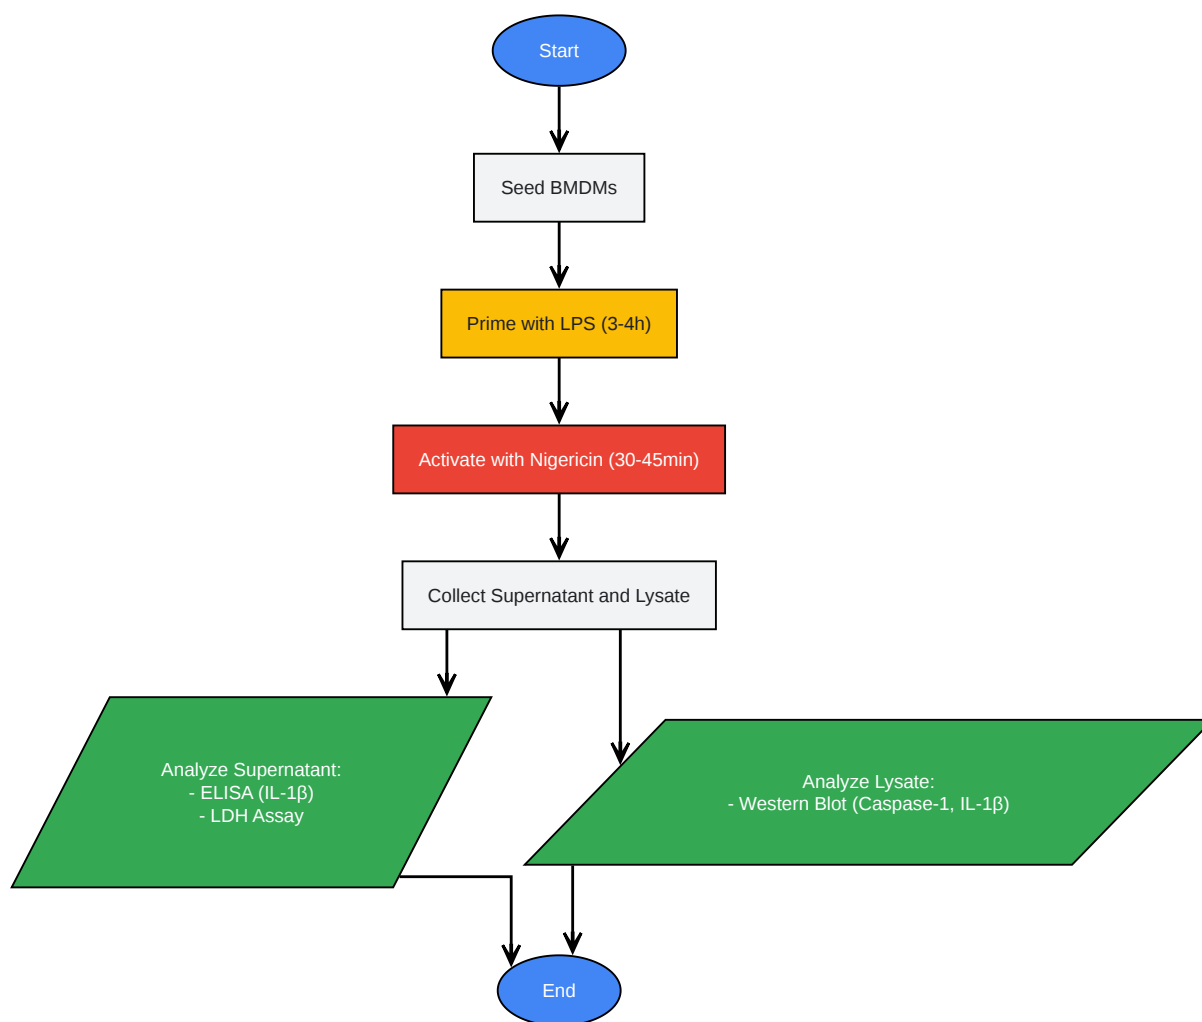 Start
Seed BMDMs
Prime with LPS (3-4h)
Activate with Nigericin (30-45min)
Collect Supernatant and Lysate
Analyze Supernatant:
- ELISA (IL-1β)
- LDH Assay
Analyze Lysate:
- Western Blot (Caspase-1, IL-1β)
End